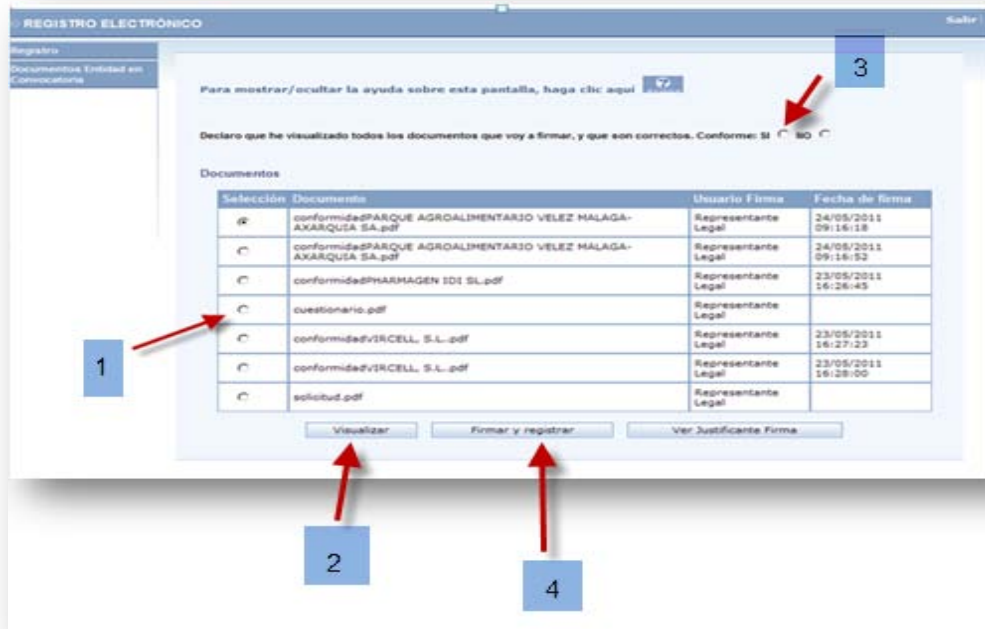 REGISTRO ELECTRÓNICO
Salir
Registro
Documentos Entidad en
Convocatoria
3
Para mostrar/ocultar la ayuda sobre esta pantalla, haga clic aquí
Declaro que he visualizado todos los documentos que voy a firmar, y que son correctos. Conforme: SI NO
Documentos
Selección Documento Usuario Firma Fecha de firma
conformidadPARQUE AGROALIMENTARIO VELEZ MALAGA-
AXARQUIA SA.pdf
Representante
Legal
24/05/2011
09:16:18
conformidadPARQUE AGROALIMENTARIO VELEZ MALAGA-
AXARQUIA SA.pdf
Representante
Legal
24/05/2011
09:16:52
conformidadPHARMAGEN IDI SL.pdf
Representante
Legal
23/05/2011
16:26:45
cuestionario.pdf
Representante
Legal
conformidadVIRCELL, S.L..pdf
Representante
Legal
23/05/2011
16:27:23
conformidadVIRCELL, S.L..pdf
Representante
Legal
23/05/2011
16:28:00
solicitud.pdf
Representante
Legal
1
Visualizar Firmar y registrar Ver Justificante Firma
2
4